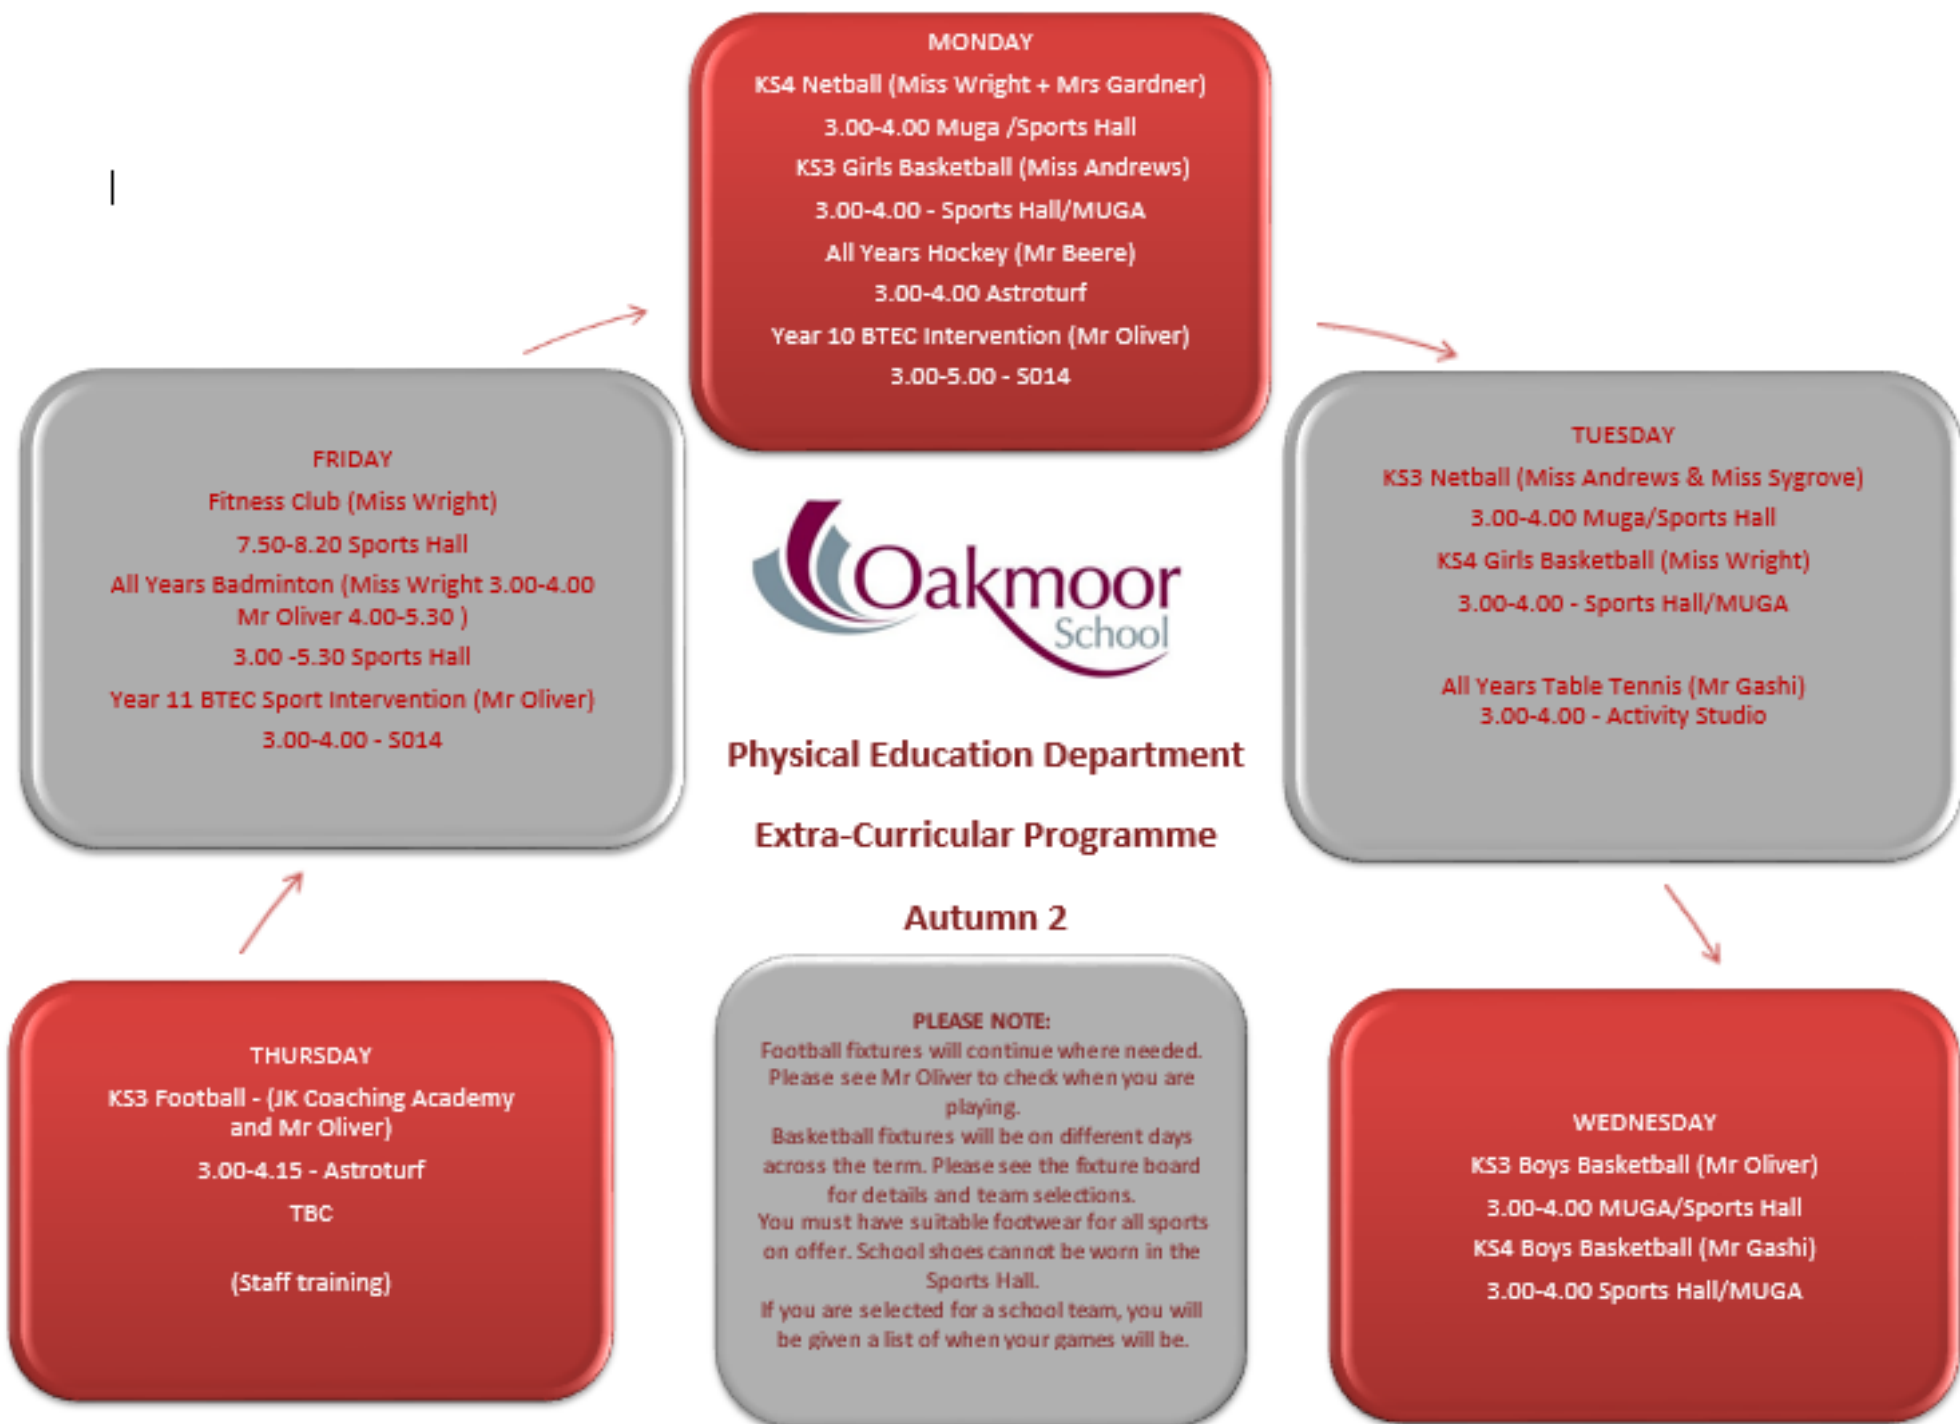 MONDAY
KS4 Netball (Miss Wright + Mrs Gardner)
3.00-4.00 Muga /Sports Hall
KS3 Girls Basketball (Miss Andrews)
3.00-4.00 - Sports Hall/MUGA
All Years Hockey (Mr Beere)
3.00-4.00 Astroturf
Year 10 BTEC Intervention (Mr Oliver)
3.00-5.00 - S014
TUESDAY
KS3 Netball (Miss Andrews & Miss Sygrove)
3.00-4.00 Muga/Sports Hall
KS4 Girls Basketball (Miss Wright)
3.00-4.00 - Sports Hall/MUGA
All Years Table Tennis (Mr Gashi)
3.00-4.00 - Activity Studio
WEDNESDAY
KS3 Boys Basketball (Mr Oliver)
3.00-4.00 MUGA/Sports Hall
KS4 Boys Basketball (Mr Gashi)
3.00-4.00 Sports Hall/MUGA
THURSDAY
KS3 Football - (JK Coaching Academy
and Mr Oliver)
3.00-4.15 - Astroturf
TBC
(Staff training)
FRIDAY
Fitness Club (Miss Wright)
7.50-8.20 Sports Hall
All Years Badminton (Miss Wright 3.00-4.00
Mr Oliver 4.00-5.30 )
3.00 -5.30 Sports Hall
Year 11 BTEC Sport Intervention (Mr Oliver)
3.00-4.00 - S014
Oakmoor
School
Physical Education Department
Extra-Curricular Programme
Autumn 2
PLEASE NOTE:
Football fixtures will continue where needed.
Please see Mr Oliver to check when you are
playing.
Basketball fixtures will be on different days
across the term. Please see the fixture board
for details and team selections.
You must have suitable footwear for all sports
on offer. School shoes cannot be worn in the
Sports Hall.
If you are selected for a school team, you will
be given a list of when your games will be.